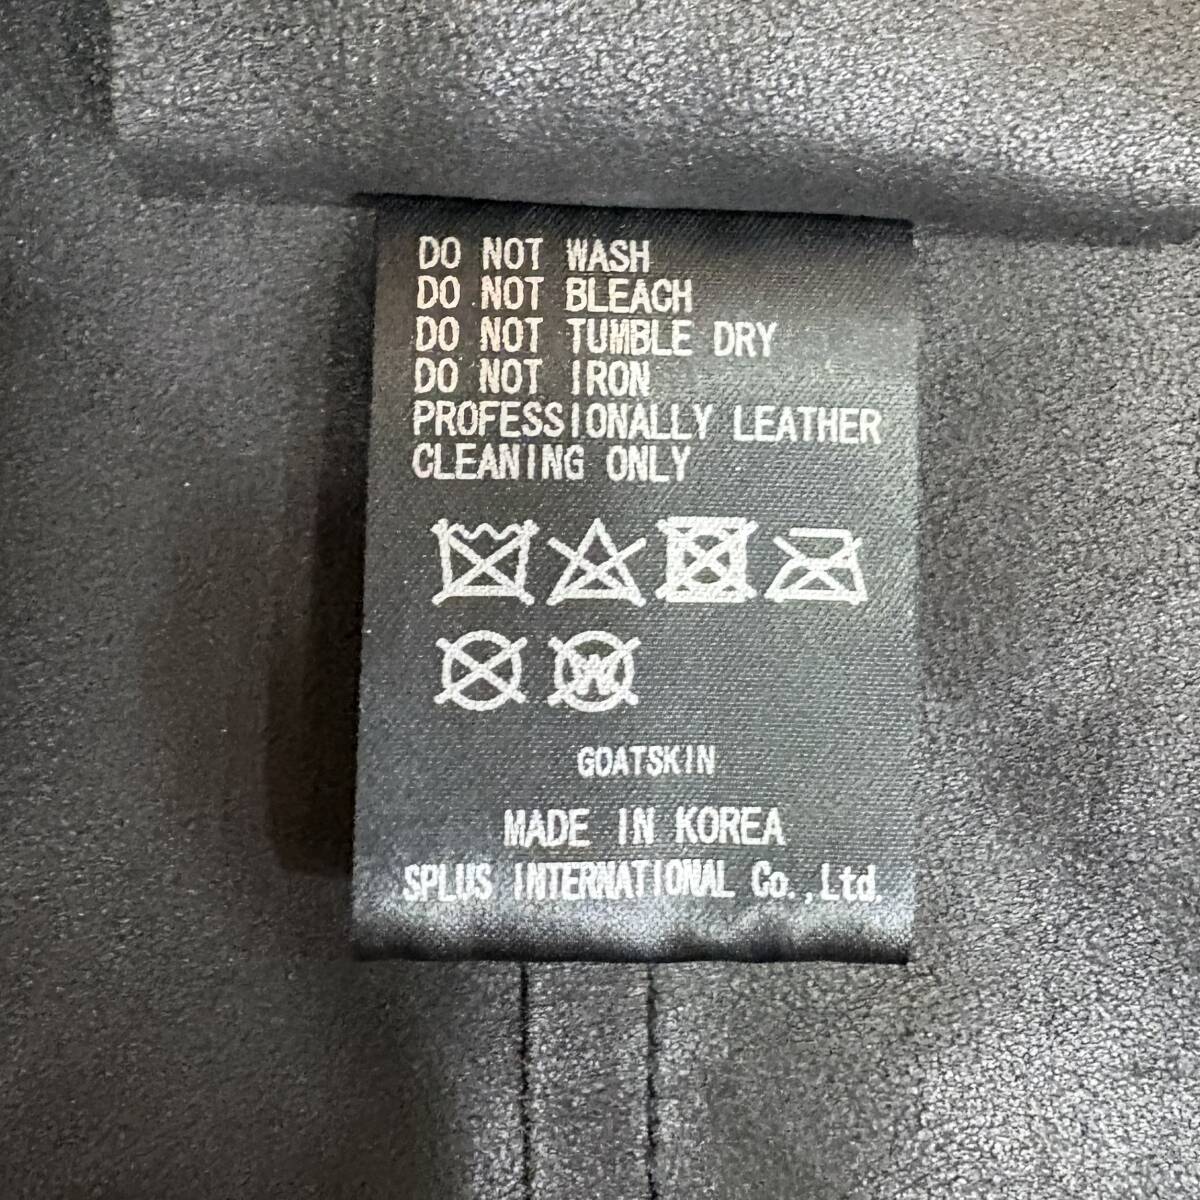 DO NOT WASH
DO NOT BLEACH
DO NOT TUMBLE DRY
DO NOT IRON
PROFESSIONALLY LEATHER
CLEANING ONLY
W
GOATSKIN
MADE IN KOREA
SPLUS INTERNATIONAL Co.,Ltd.